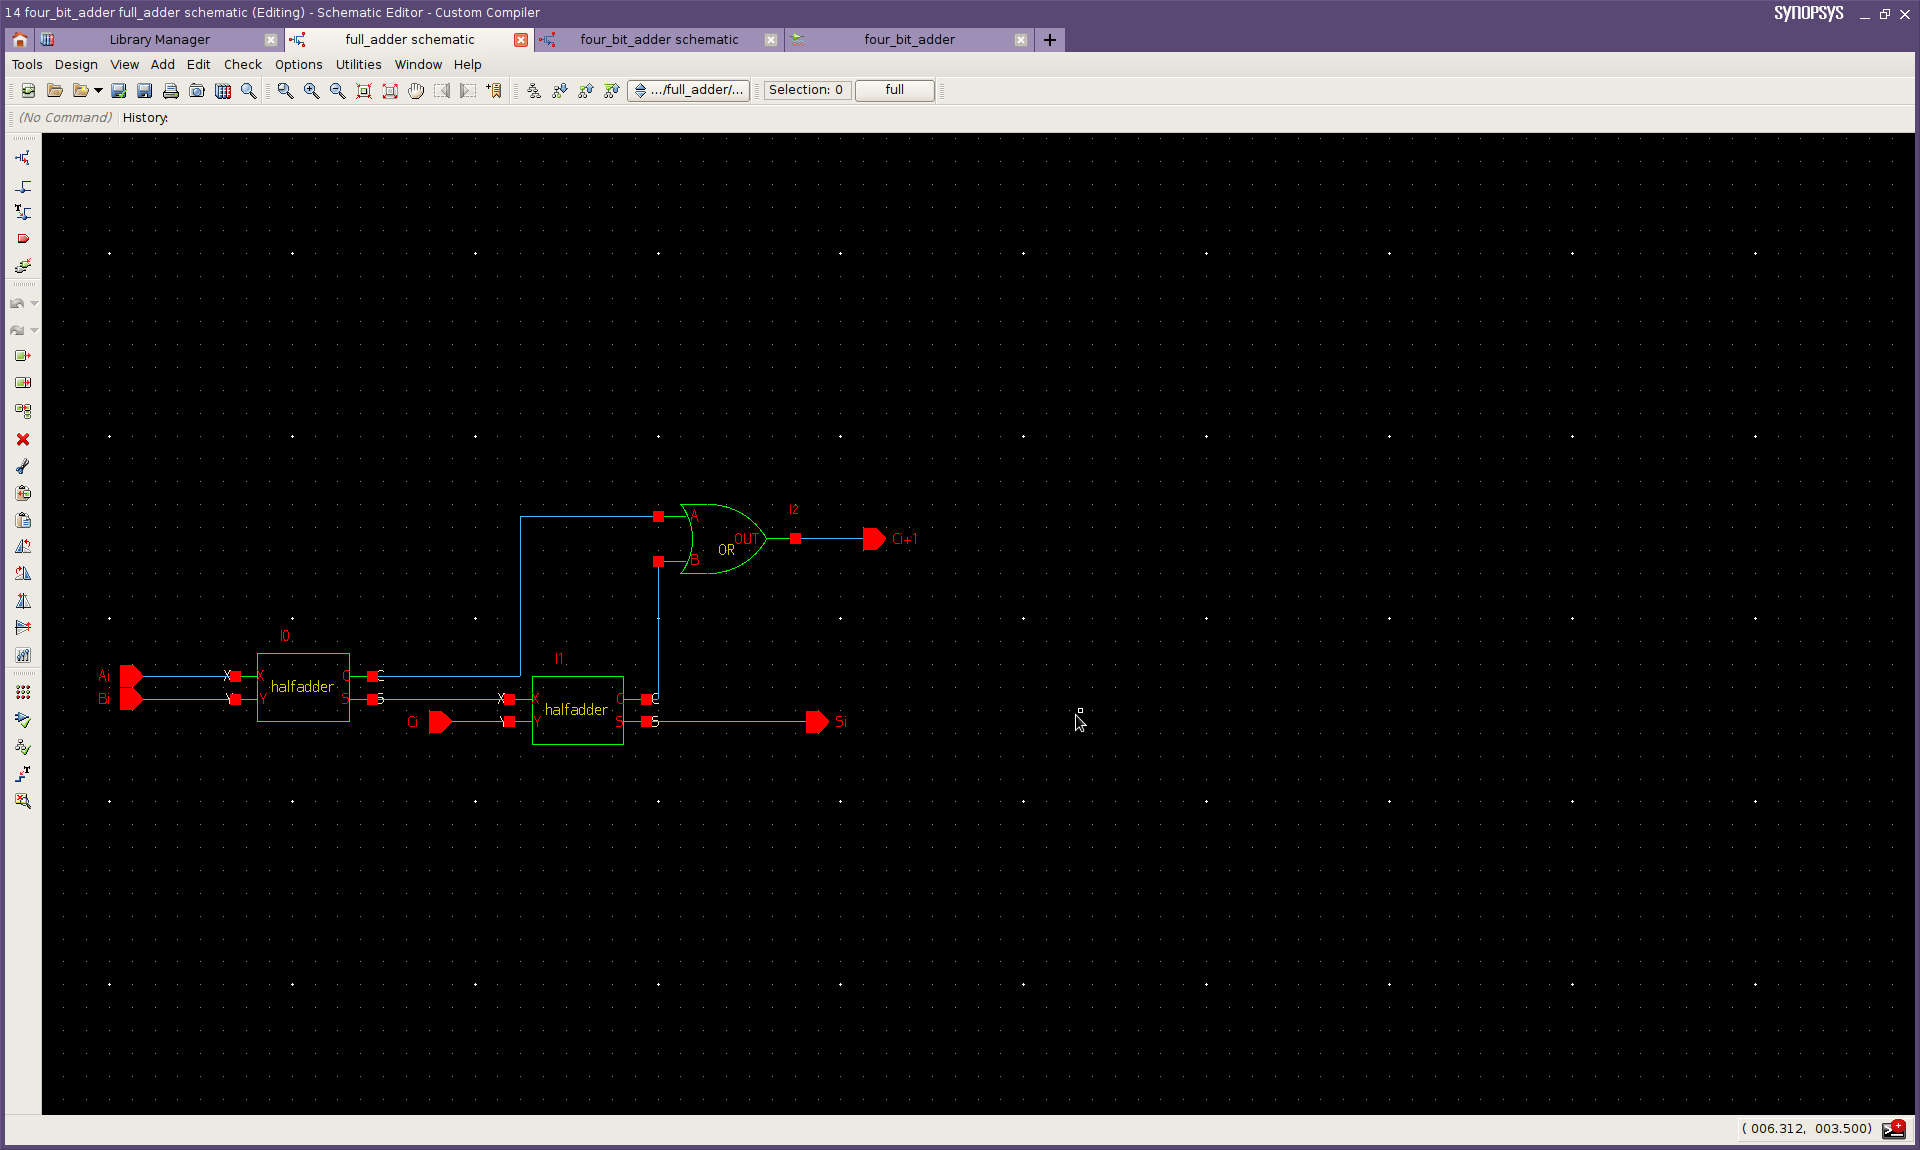 14 four_bit_adder full_adder schematic (Editing) - Schematic Editor - Custom Compiler
SYNOPSYS
Library Manager
full_adder schematic
four_bit_adder schematic
four_bit_adder
Tools Design View Add Edit Check Options Utilities Window Help
.../full_adder/...
Selection: 0
full
(No Command) History:
I2
A
OUT
OR
B
Ci+1
I0
I1
Ai X X C C
halfadder
Bi Y Y S S
X X C C
halfadder
Ci Y Y S S Si
( 006.312, 003.500)